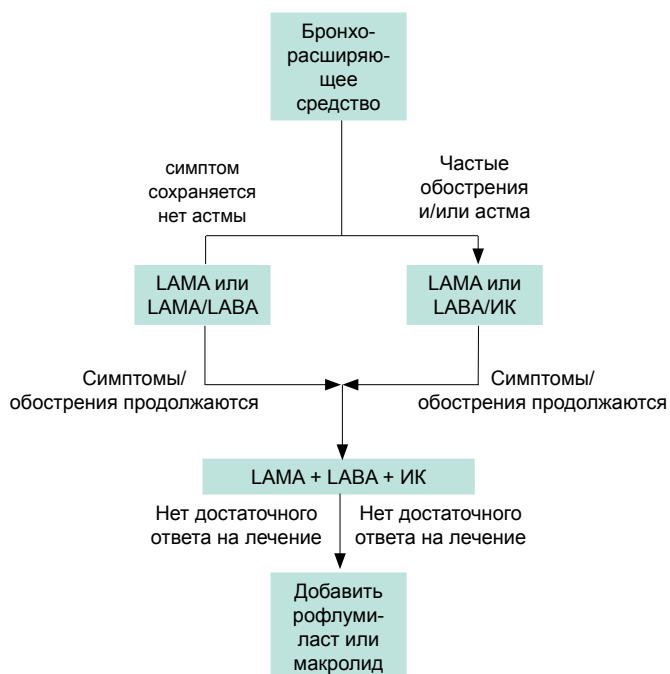 Бронхо-
расширяю-
щее
средство
симптом
сохраняется
нет астмы
Частые
обострения
и/или астма
LAMA или
LAMA/LABA
LAMA или
LABA/ИК
Симптомы/
обострения продолжаются
Симптомы/
обострения продолжаются
LAMA + LABA + ИК
Нет достаточного
ответа на лечение
Нет достаточного
ответа на лечение
Добавить
рофлуми-
ласт или
макролид